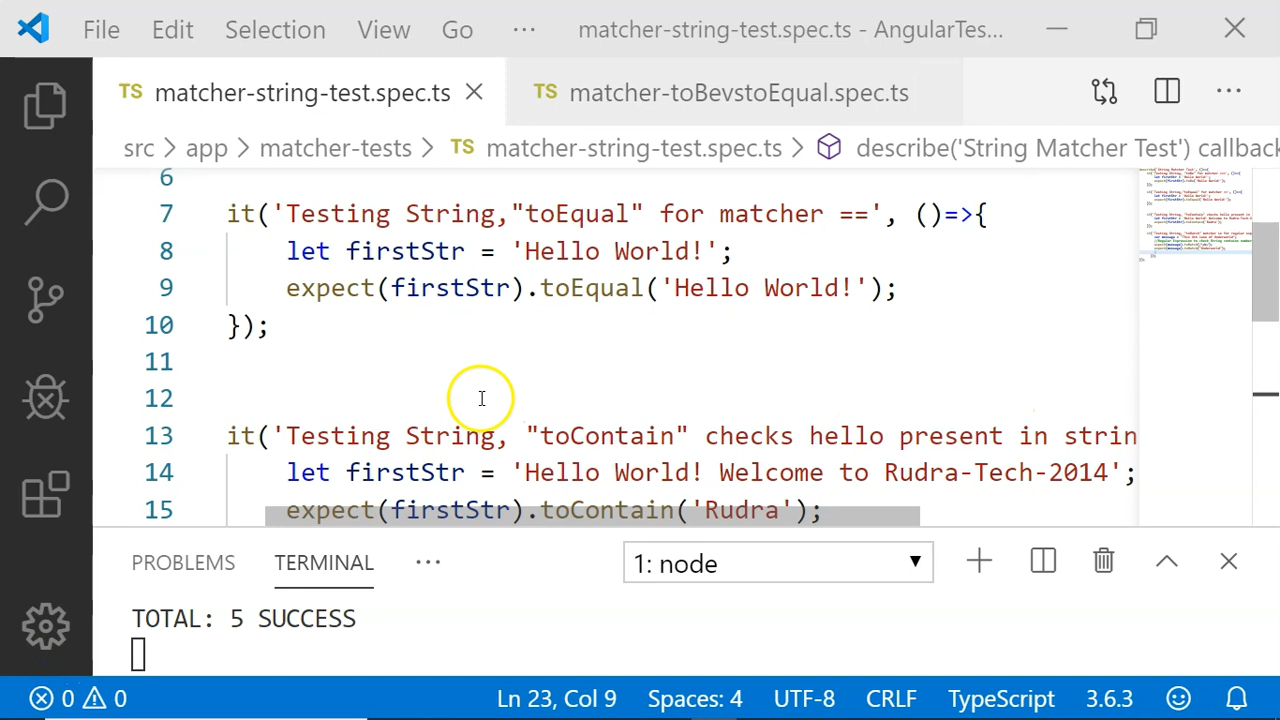 File Edit Selection View Go ··· matcher-string-test.spec.ts - AngularTes...
TS matcher-string-test.spec.ts TS matcher-toBevstoEqual.spec.ts ···
src > app > matcher-tests > TS matcher-string-test.spec.ts > describe('String Matcher Test') callback
6
7 it('Testing String,"toEqual" for matcher ==', ()=>{
8 let firstStr = 'Hello World!';
9 expect(firstStr).toEqual('Hello World!');
10 });
11
12
13 it('Testing String, "toContain" checks hello present in strin
14 let firstStr = 'Hello World! Welcome to Rudra-Tech-2014';
15 expect(firstStr).toContain('Rudra');
PROBLEMS TERMINAL ··· 1: node
TOTAL: 5 SUCCESS
0 0 Ln 23, Col 9 Spaces: 4 UTF-8 CRLF TypeScript 3.6.3